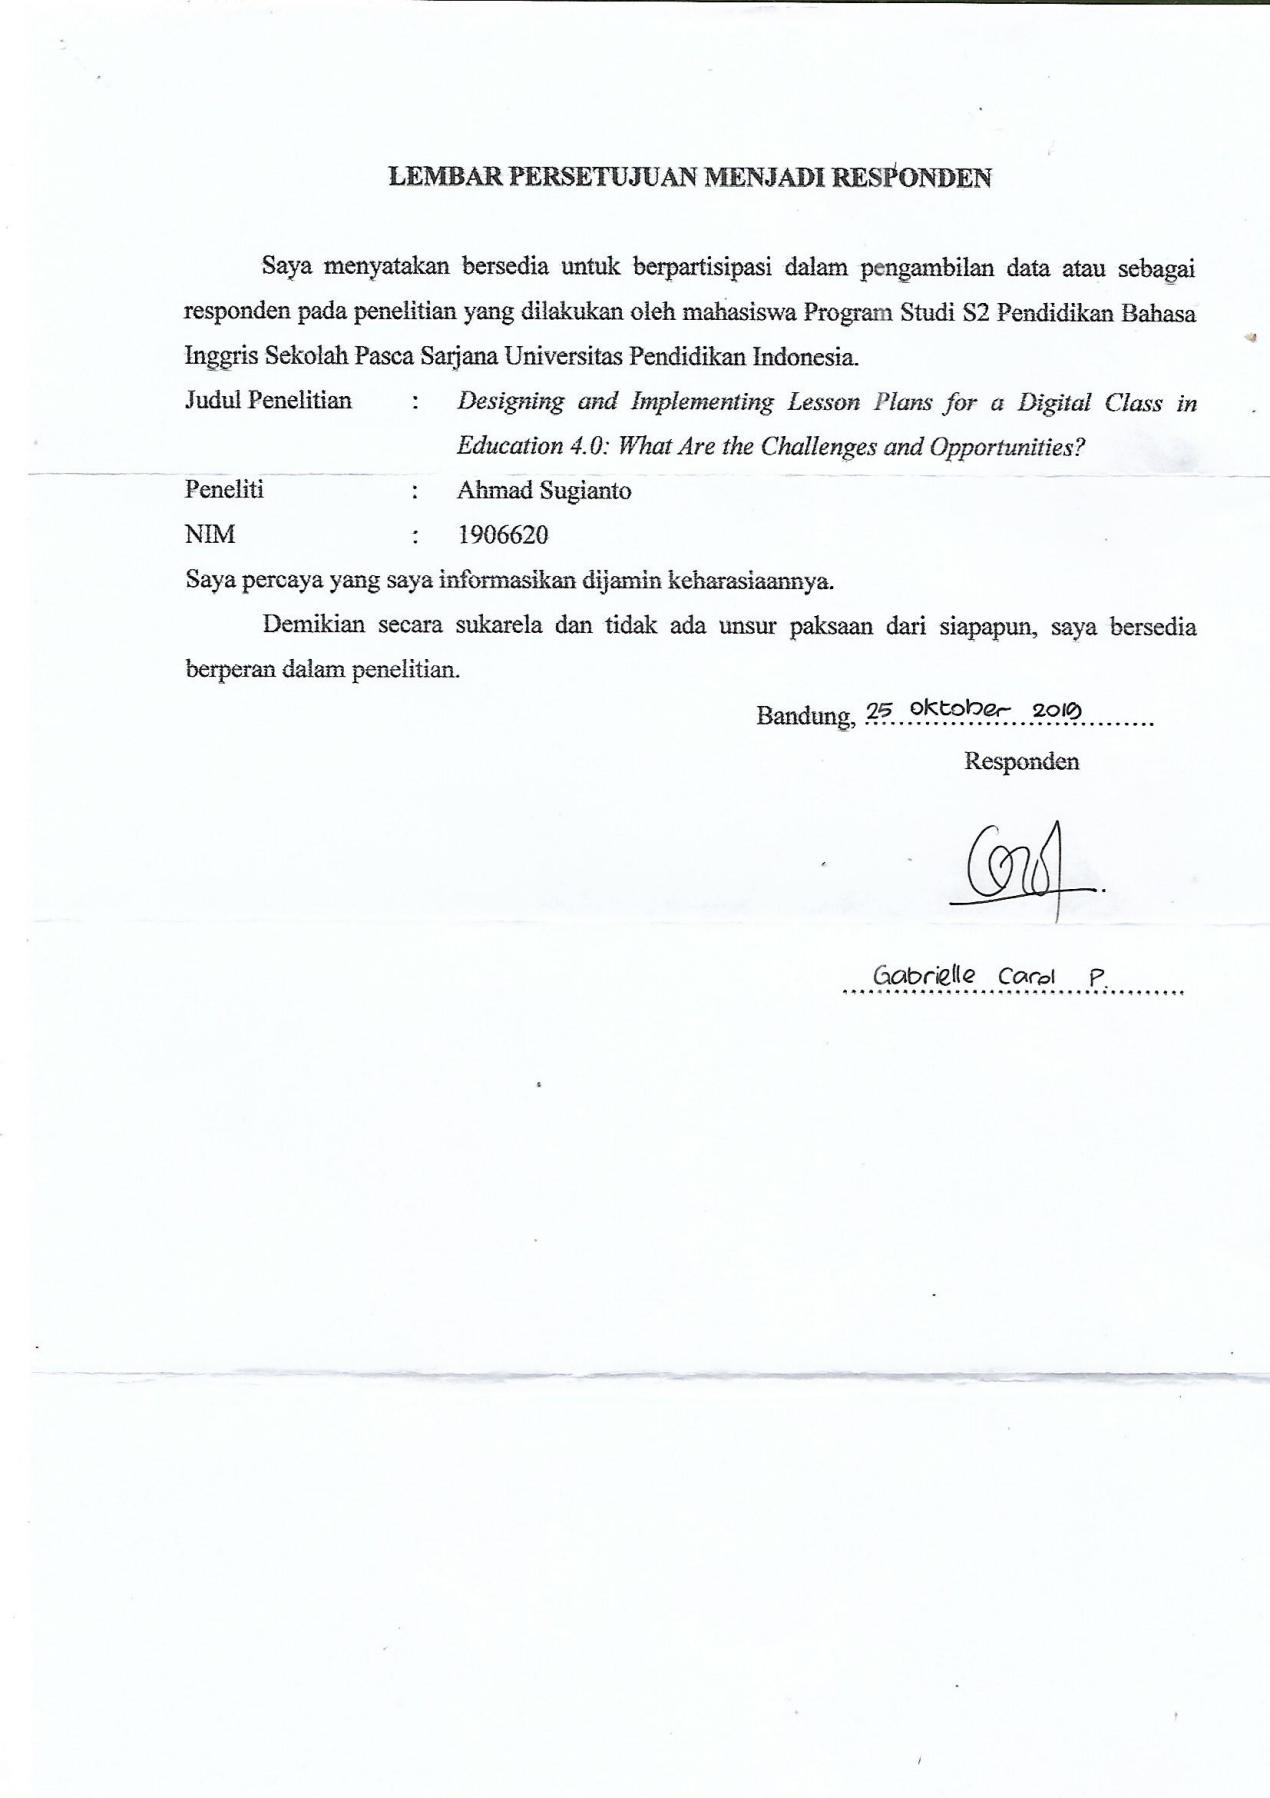 LEMBAR PERSETUJUAN MENJADI RESPONDEN
Saya menyatakan bersedia untuk berpartisipasi dalam pengambilan data atau sebagai
responden pada penelitian yang dilakukan oleh mahasiswa Program Studi S2 Pendidikan Bahasa
Inggris Sekolah Pasca Sarjana Universitas Pendidikan Indonesia.
Judul Penelitian : Designing and Implementing Lesson Plans for a Digital Class in
Education 4.0: What Are the Challenges and Opportunities?
Peneliti : Ahmad Sugianto
NIM : 1906620
Saya percaya yang saya informasikan dijamin keharasiaannya.
Demikian secara sukarela dan tidak ada unsur paksaan dari siapapun, saya bersedia
berperan dalam penelitian.
Bandung, 25 Oktober 2019
Responden
Carol
Gabrielle Carol P.